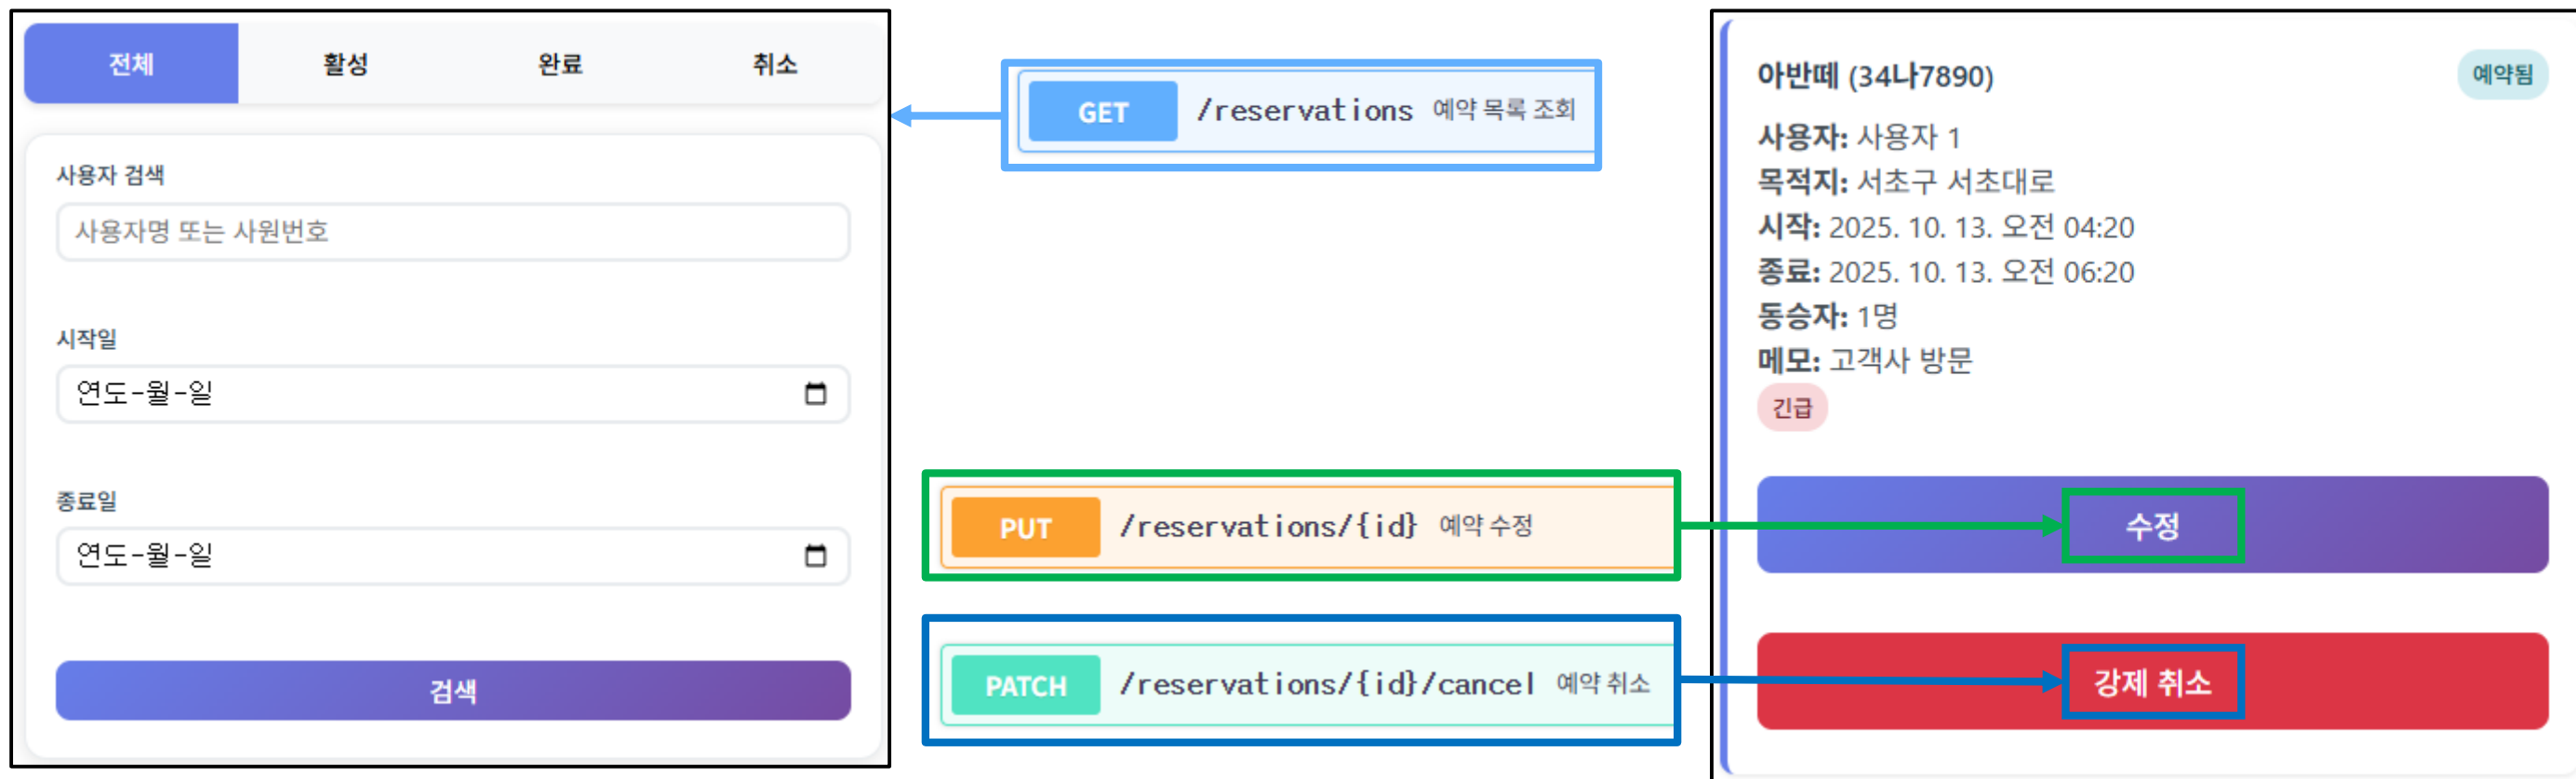 전체 활성 완료 취소
사용자 검색
사용자명 또는 사원번호
시작일
연도-월-일
종료일
연도-월-일
검색
GET /reservations 예약 목록 조회
PUT /reservations/{id} 예약 수정
PATCH /reservations/{id}/cancel 예약 취소
아반떼 (34나7890) 예약됨
사용자: 사용자 1
목적지: 서초구 서초대로
시작: 2025. 10. 13. 오전 04:20
종료: 2025. 10. 13. 오전 06:20
동승자: 1명
메모: 고객사 방문
긴급
수정
강제 취소